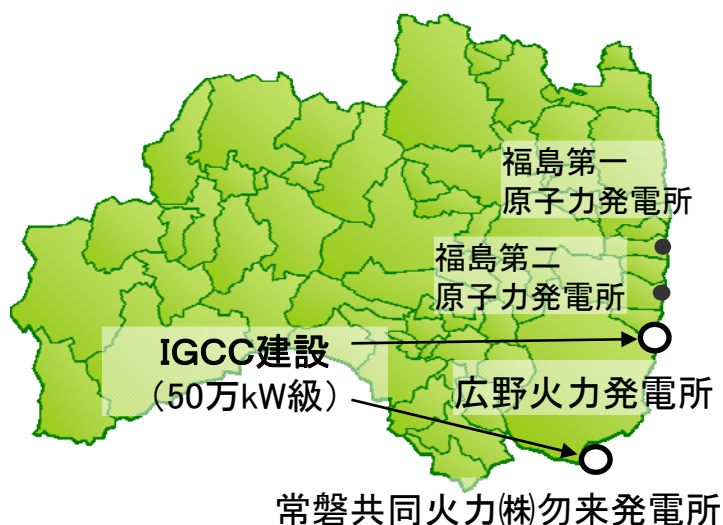 福島第一
原子力発電所
福島第二
原子力発電所
IGCC建設
（50万kW級）
広野火力発電所
常磐共同火力㈱勿来発電所